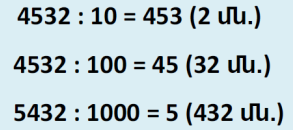 4532 : 10 = 453 (2 մն.)
4532 : 100 = 45 (32 մն.)
5432 : 1000 = 5 (432 մն.)